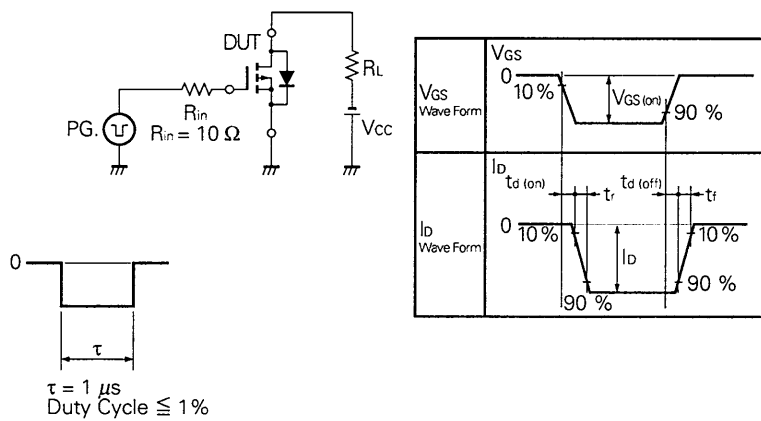 DUT
RL
Rin
PG.
Rin = 10 Ω
VCC
0
τ
τ = 1 μs
Duty Cycle ≦ 1%
VGS
Wave Form
VGS
0
10 %
VGS (on)
90 %
ID
Wave Form
ID
td (on)
tr
td (off)
tf
0
10 %
10 %
ID
90 %
90 %